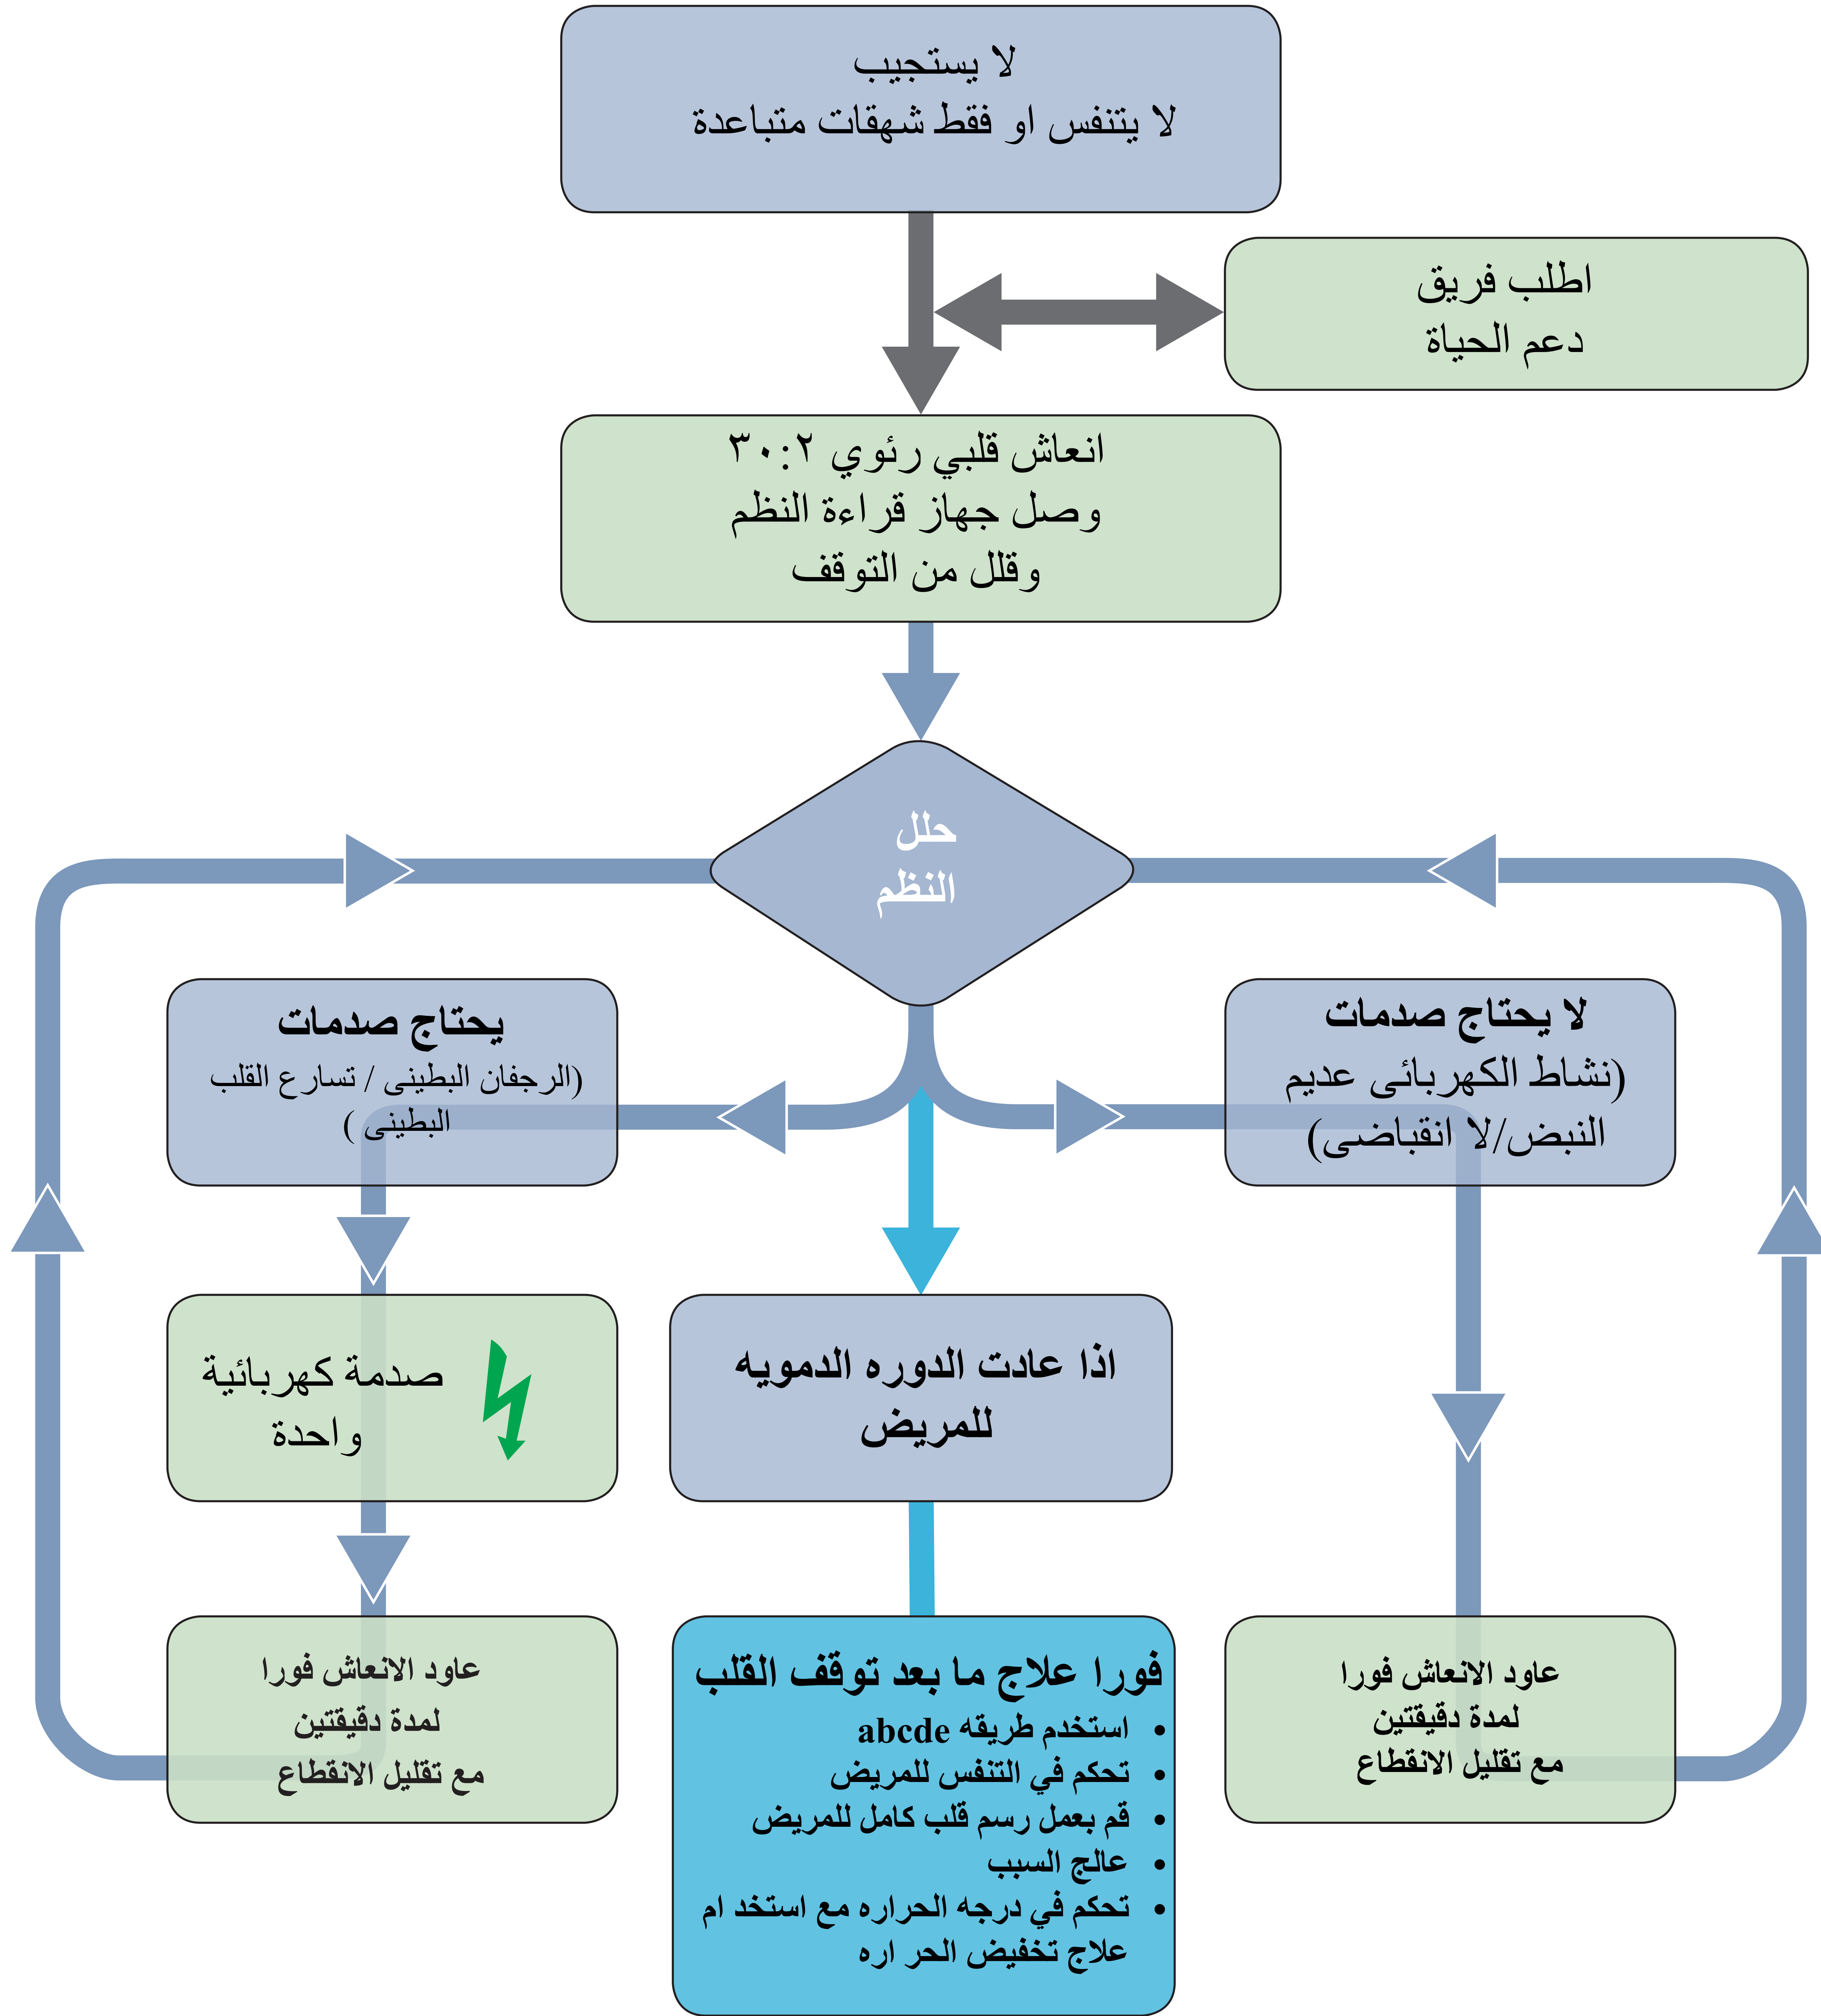 لا يستجيب
لا يتنفس او فقط شهقات متباعدة
اطلب فريق
دعم الحياة
انعاش قلبي رئوي ٣٠:٢
وصل جهاز قراءة النظم
وقلل من التوقف
حلل
النظم
لا يحتاج صدمات
(نشاط الكهربائى عديم
النبض/لا انقباضى)
يحتاج صدمات
(الرجفان البطينى / تسارع القلب
البطينى )
صدمة كهربائية
واحدة
اذا عادت الدوره الدمويه
للمريض
عاود الانعاش فورا
لمدة دقيقتين
مع تقليل الانقطاع
فورا علاج ما بعد توقف القلب
• استخدم طريقه abcde
• تحكم في التنفس للمريض
• قم بعمل رسم قلب كامل للمريض
• عالج السبب
• تحكم في درجه الحراره مع استخد ام
علاج تخفيض الحر اره
عاود الانعاش فورا
لمدة دقيقتين
مع تقليل الانقطاع